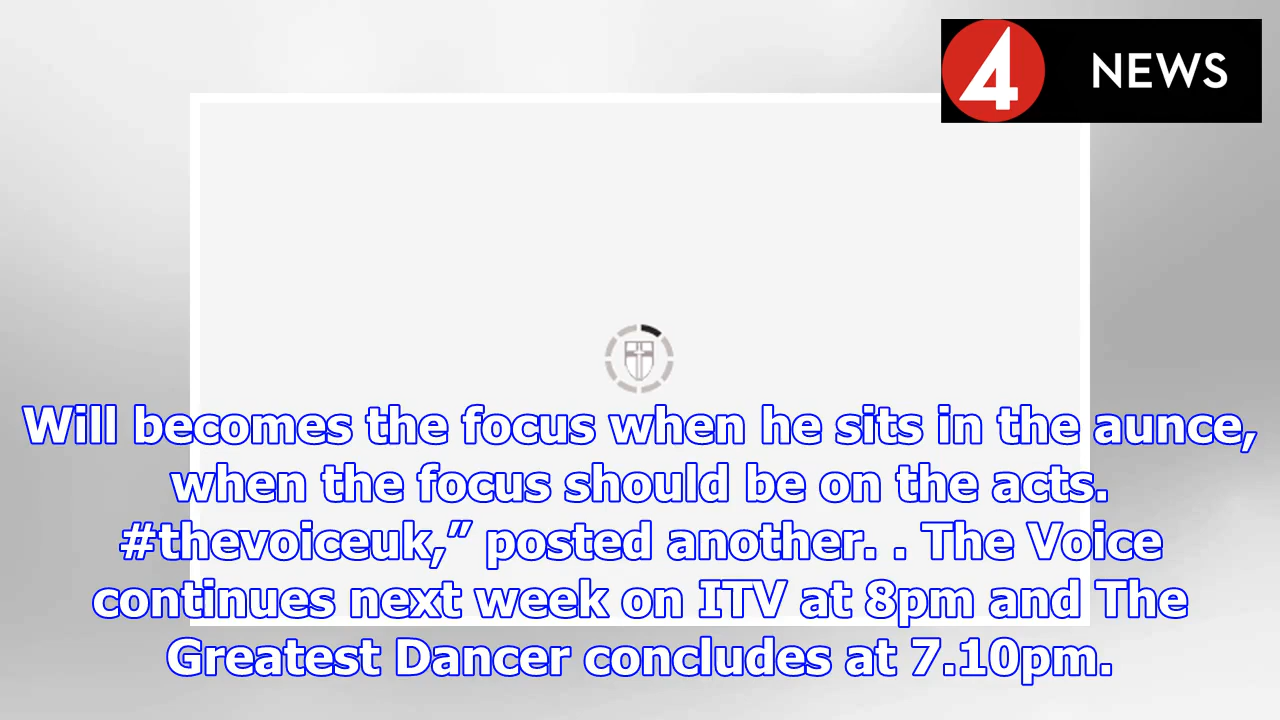 4 NEWS
Will becomes the focus when he sits in the aunce,
when the focus should be on the acts.
#thevoiceuk,” posted another. . The Voice
continues next week on ITV at 8pm and The
Greatest Dancer concludes at 7.10pm.